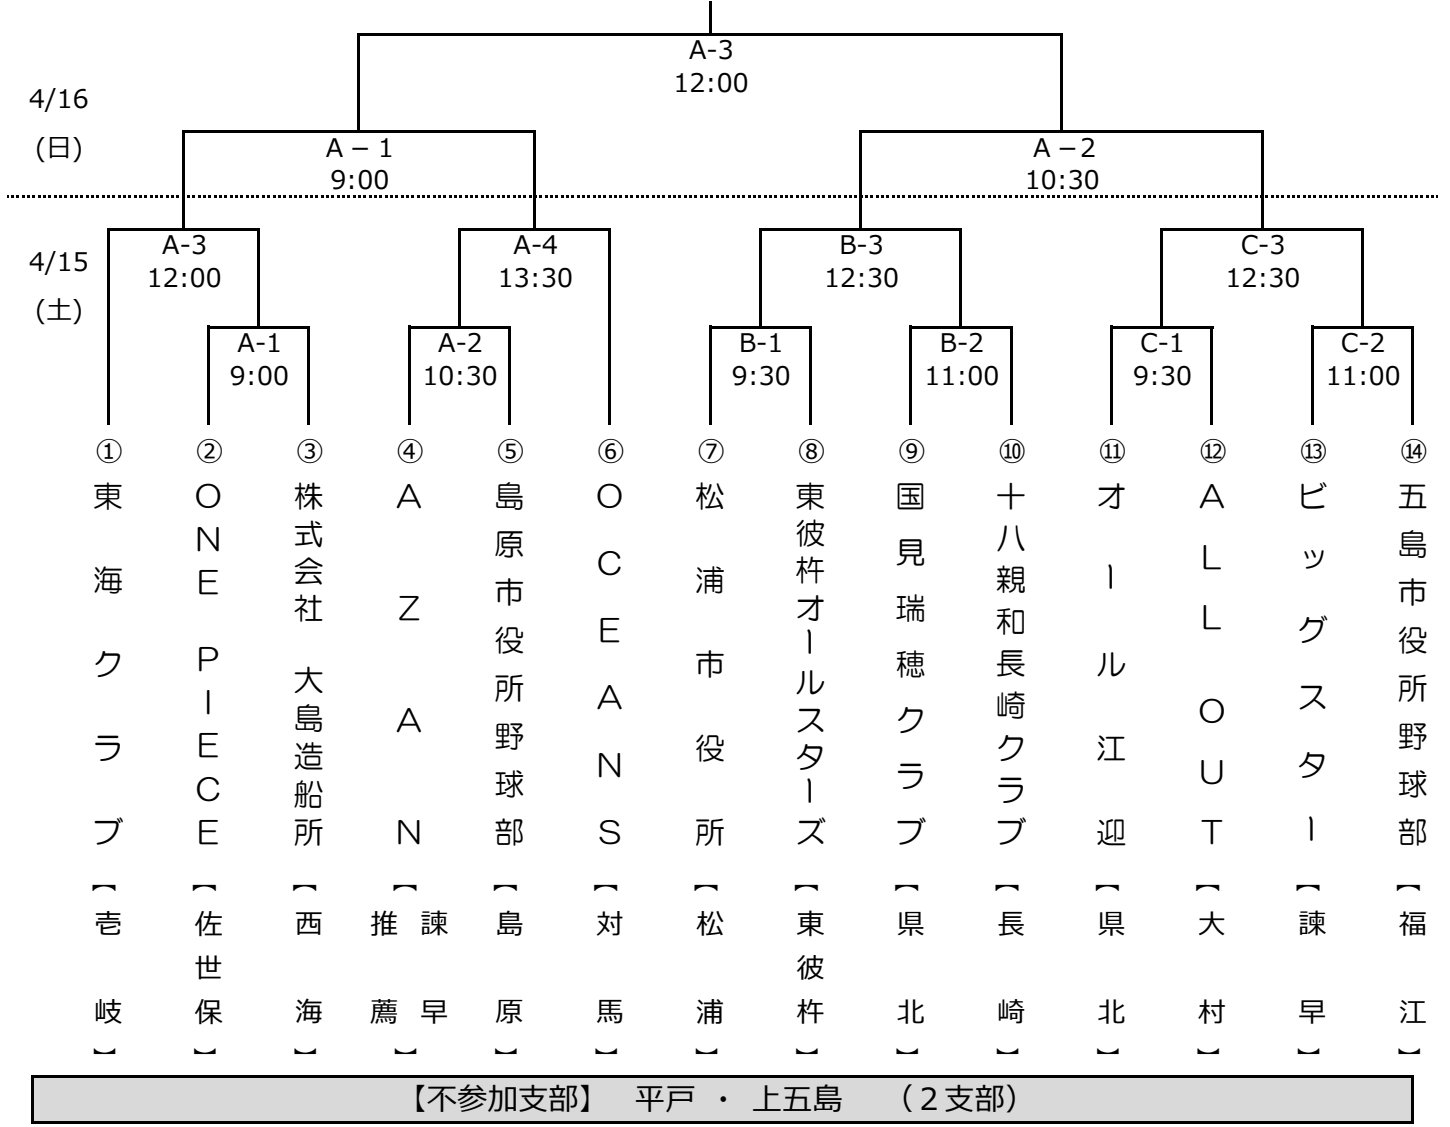 A-3
12:00
4/16
(日)
A－1
9:00
A－2
10:30
4/15
(土)
A-3
12:00
A-4
13:30
B-3
12:30
C-3
12:30
A-1
9:00
A-2
10:30
B-1
9:30
B-2
11:00
C-1
9:30
C-2
11:00
① 東海クラブ 【壱岐】
② ＯＮＥ ＰＩＥＣＥ 【佐世保】
③ 株式会社 大島造船所 【西海】
④ ＡＺＡＮ 【諫早推薦】
⑤ 島原市役所野球部 【島原】
⑥ ＯＣＥＡＮＳ 【対馬】
⑦ 松浦市役所 【松浦】
⑧ 東彼杵オールスターズ 【東彼杵】
⑨ 国見瑞穂クラブ 【県北】
⑩ 十八親和長崎クラブ 【長崎】
⑪ オール江迎 【県北】
⑫ ＡＬＬ ＯＵＴ 【大村】
⑬ ビッグスター 【諫早】
⑭ 五島市役所野球部 【福江】
【不参加支部】 平戸 ・ 上五島 （２支部）